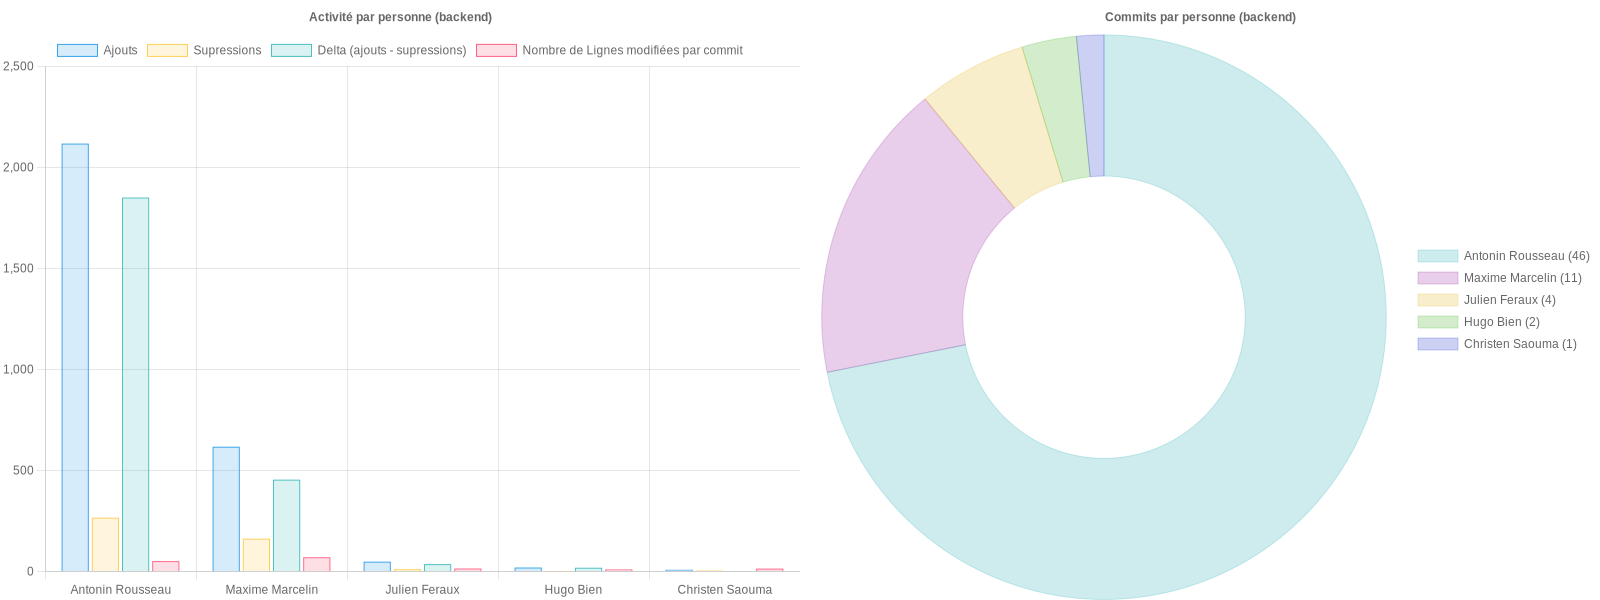 Activité par personne (backend)
Ajouts
Supressions
Delta (ajouts - supressions)
Nombre de Lignes modifiées par commit
2,500
2,000
1,500
1,000
500
0
Antonin Rousseau
Maxime Marcelin
Julien Feraux
Hugo Bien
Christen Saouma
Commits par personne (backend)
Antonin Rousseau (46)
Maxime Marcelin (11)
Julien Feraux (4)
Hugo Bien (2)
Christen Saouma (1)